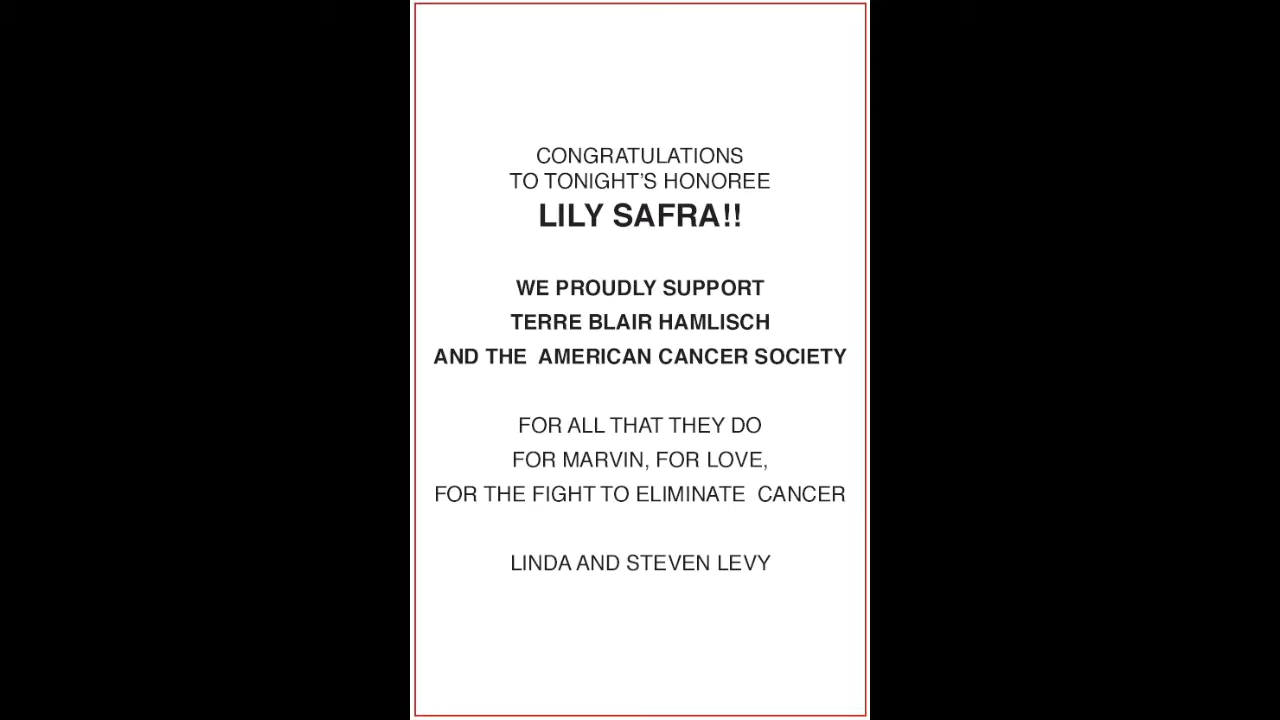 CONGRATULATIONS
TO TONIGHT'S HONOREE
LILY SAFRA!!
WE PROUDLY SUPPORT
TERRE BLAIR HAMLISCH
AND THE  AMERICAN CANCER SOCIETY
FOR ALL THAT THEY DO
FOR MARVIN, FOR LOVE,
FOR THE FIGHT TO ELIMINATE  CANCER
LINDA AND STEVEN LEVY